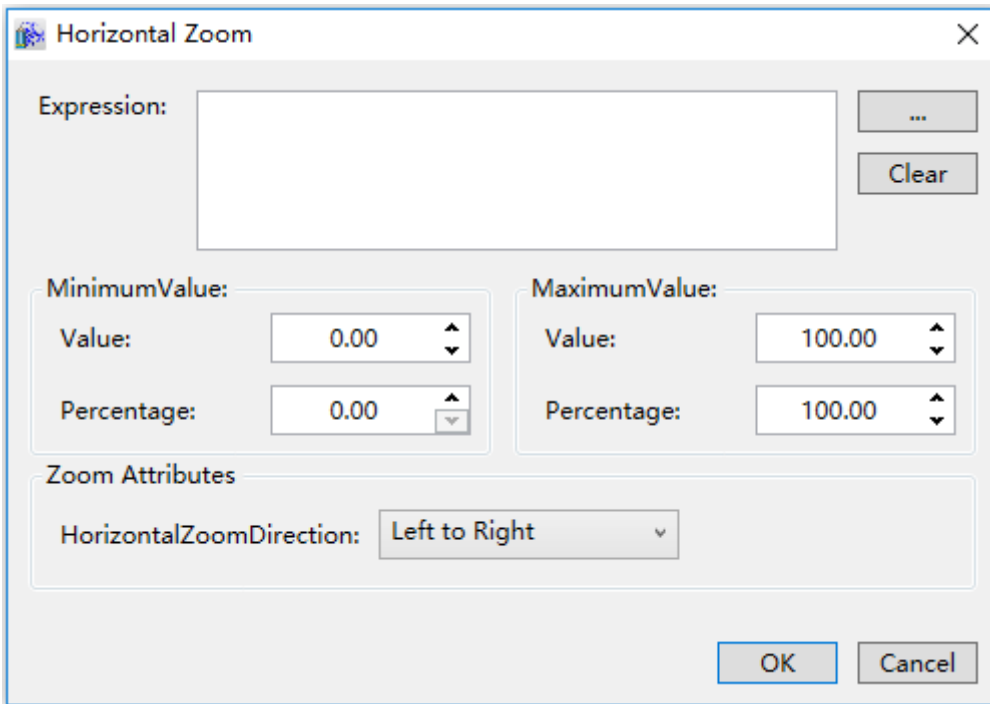 Horizontal Zoom
Expression:
...
Clear
MinimumValue:
MaximumValue:
Value: 0.00
Value: 100.00
Percentage: 0.00
Percentage: 100.00
Zoom Attributes
HorizontalZoomDirection: Left to Right
OK
Cancel